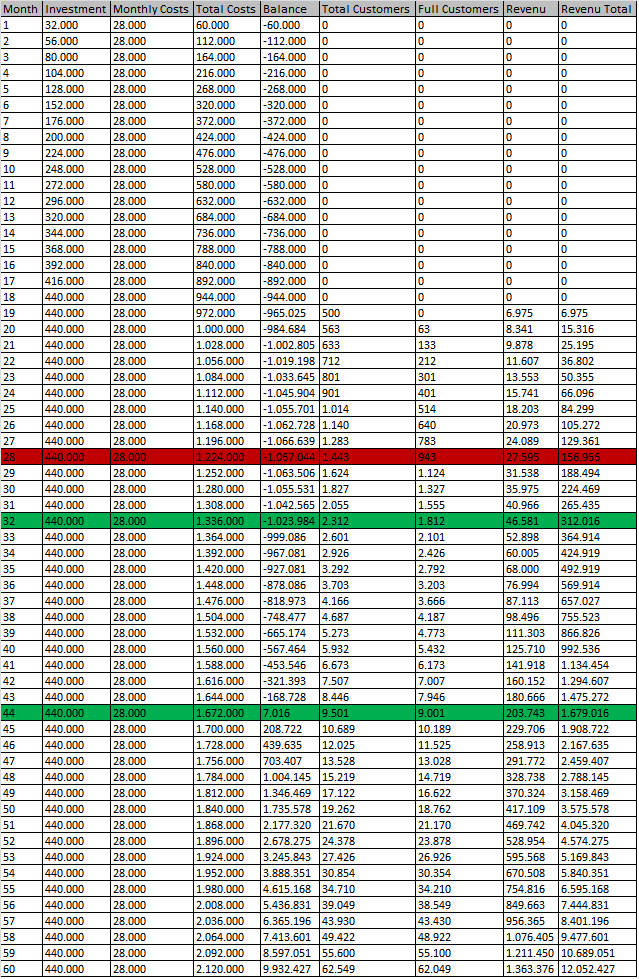 Month Investment Monthly Costs Total Costs Balance Total Customers Full Customers Revenu Revenu Total
1 32.000 28.000 60.000 -60.000 0 0 0 0
2 56.000 28.000 112.000 -112.000 0 0 0 0
3 80.000 28.000 164.000 -164.000 0 0 0 0
4 104.000 28.000 216.000 -216.000 0 0 0 0
5 128.000 28.000 268.000 -268.000 0 0 0 0
6 152.000 28.000 320.000 -320.000 0 0 0 0
7 176.000 28.000 372.000 -372.000 0 0 0 0
8 200.000 28.000 424.000 -424.000 0 0 0 0
9 224.000 28.000 476.000 -476.000 0 0 0 0
10 248.000 28.000 528.000 -528.000 0 0 0 0
11 272.000 28.000 580.000 -580.000 0 0 0 0
12 296.000 28.000 632.000 -632.000 0 0 0 0
13 320.000 28.000 684.000 -684.000 0 0 0 0
14 344.000 28.000 736.000 -736.000 0 0 0 0
15 368.000 28.000 788.000 -788.000 0 0 0 0
16 392.000 28.000 840.000 -840.000 0 0 0 0
17 416.000 28.000 892.000 -892.000 0 0 0 0
18 440.000 28.000 944.000 -944.000 0 0 0 0
19 440.000 28.000 972.000 -965.025 500 0 6.975 6.975
20 440.000 28.000 1.000.000 -984.684 563 63 8.341 15.316
21 440.000 28.000 1.028.000 -1.002.805 633 133 9.878 25.195
22 440.000 28.000 1.056.000 -1.019.198 712 212 11.607 36.802
23 440.000 28.000 1.084.000 -1.033.645 801 301 13.553 50.355
24 440.000 28.000 1.112.000 -1.045.904 901 401 15.741 66.096
25 440.000 28.000 1.140.000 -1.055.701 1.014 514 18.203 84.299
26 440.000 28.000 1.168.000 -1.062.728 1.140 640 20.973 105.272
27 440.000 28.000 1.196.000 -1.066.639 1.283 783 24.089 129.361
28 440.000 28.000 1.224.000 -1.067.044 1.443 943 27.595 156.956
29 440.000 28.000 1.252.000 -1.063.506 1.624 1.124 31.538 188.494
30 440.000 28.000 1.280.000 -1.055.531 1.827 1.327 35.975 224.469
31 440.000 28.000 1.308.000 -1.042.565 2.055 1.555 40.966 265.435
32 440.000 28.000 1.336.000 -1.023.984 2.312 1.812 46.581 312.016
33 440.000 28.000 1.364.000 -999.086 2.601 2.101 52.898 364.914
34 440.000 28.000 1.392.000 -967.081 2.926 2.426 60.005 424.919
35 440.000 28.000 1.420.000 -927.081 3.292 2.792 68.000 492.919
36 440.000 28.000 1.448.000 -878.086 3.703 3.203 76.994 569.914
37 440.000 28.000 1.476.000 -818.973 4.166 3.666 87.113 657.027
38 440.000 28.000 1.504.000 -748.477 4.687 4.187 98.496 755.523
39 440.000 28.000 1.532.000 -665.174 5.273 4.773 111.303 866.826
40 440.000 28.000 1.560.000 -567.464 5.932 5.432 125.710 992.536
41 440.000 28.000 1.588.000 -453.546 6.673 6.173 141.918 1.134.454
42 440.000 28.000 1.616.000 -321.393 7.507 7.007 160.152 1.294.607
43 440.000 28.000 1.644.000 -168.728 8.446 7.946 180.666 1.475.272
44 440.000 28.000 1.672.000 7.016 9.501 9.001 203.743 1.679.016
45 440.000 28.000 1.700.000 208.722 10.689 10.189 229.706 1.908.722
46 440.000 28.000 1.728.000 439.635 12.025 11.525 258.913 2.167.635
47 440.000 28.000 1.756.000 703.407 13.528 13.028 291.772 2.459.407
48 440.000 28.000 1.784.000 1.004.145 15.219 14.719 328.738 2.788.145
49 440.000 28.000 1.812.000 1.346.469 17.122 16.622 370.324 3.158.469
50 440.000 28.000 1.840.000 1.735.578 19.262 18.762 417.109 3.575.578
51 440.000 28.000 1.868.000 2.177.320 21.670 21.170 469.742 4.045.320
52 440.000 28.000 1.896.000 2.678.275 24.378 23.878 528.954 4.574.275
53 440.000 28.000 1.924.000 3.245.843 27.426 26.926 595.568 5.169.843
54 440.000 28.000 1.952.000 3.888.351 30.854 30.354 670.508 5.840.351
55 440.000 28.000 1.980.000 4.615.168 34.710 34.210 754.816 6.595.168
56 440.000 28.000 2.008.000 5.436.831 39.049 38.549 849.663 7.444.831
57 440.000 28.000 2.036.000 6.365.196 43.930 43.430 956.365 8.401.196
58 440.000 28.000 2.064.000 7.413.601 49.422 48.922 1.076.405 9.477.601
59 440.000 28.000 2.092.000 8.597.051 55.600 55.100 1.211.450 10.689.051
60 440.000 28.000 2.120.000 9.932.427 62.549 62.049 1.363.376 12.052.427